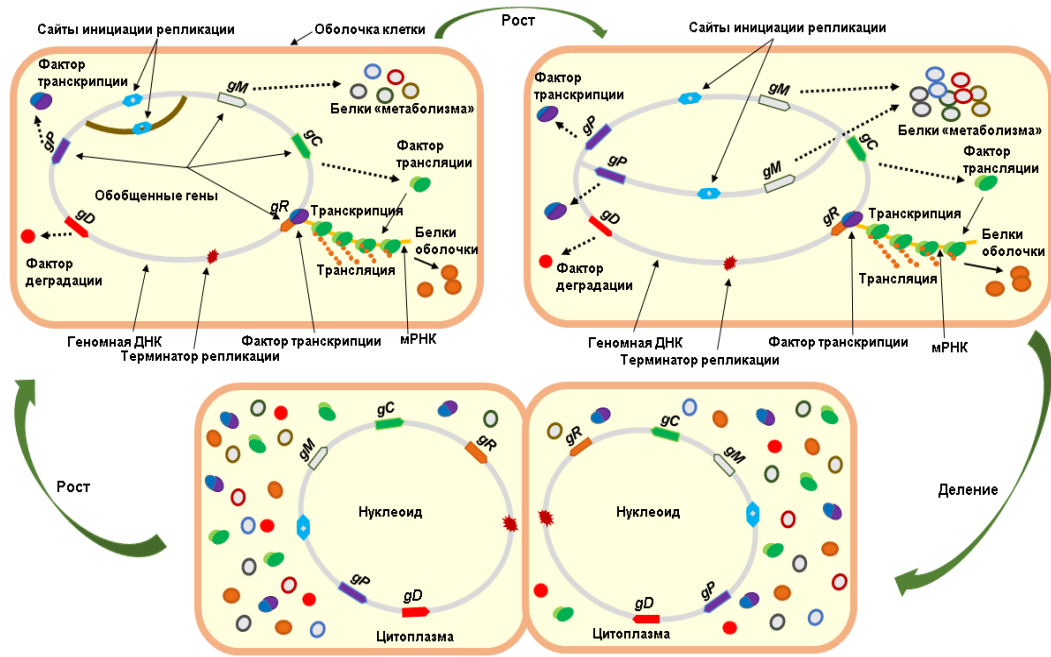 Рост
Сайты инициации репликации
Оболочка клетки
Фактор
транскрипции
gM
Белки «метаболизма»
gP
gC
Фактор
трансляции
Обобщенные гены
gR
Транскрипция
gD
Белки
оболочки
Трансляция
Фактор
деградации
Геномная ДНК
Терминатор репликации
Фактор транскрипции
мРНК
Сайты инициации репликации
Фактор
транскрипции
gM
Белки «метаболизма»
gP
gC
Фактор
трансляции
gP
gM
gD
gR
Транскрипция
Белки
оболочки
Фактор
деградации
Трансляция
Геномная ДНК
Терминатор репликации
Фактор транскрипции
мРНК
Рост
gC
gR
gM
Нуклеоид
gP
gD
Цитоплазма
gR
gC
gM
Нуклеоид
gP
gD
Цитоплазма
Деление